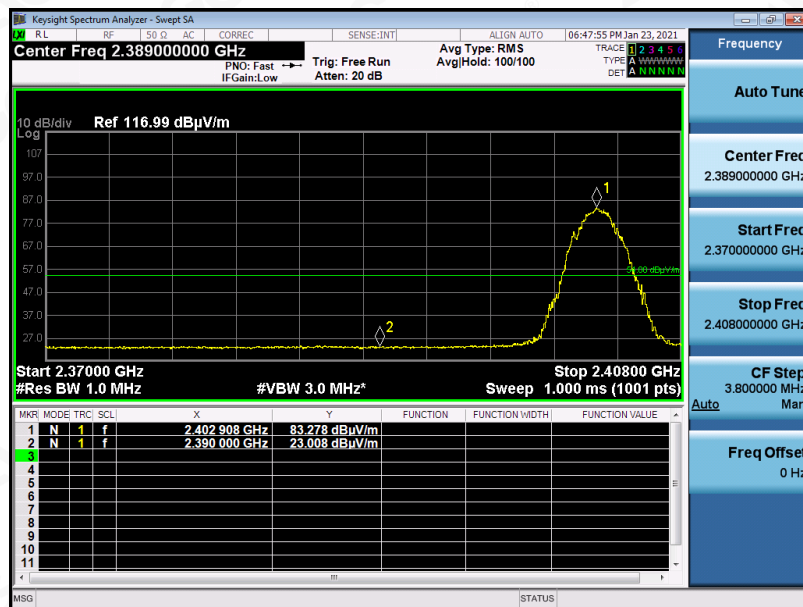 Keysight Spectrum Analyzer - Swept SA
LXI RL RF 50 Ω AC CORREC SENSE:INT ALIGN AUTO 06:47:55 PM Jan 23, 2021
Center Freq 2.389000000 GHz
PNO: Fast
IFGain:Low
Trig: Free Run
Atten: 20 dB
Avg Type: RMS
Avg|Hold: 100/100
TRACE 1 2 3 4 5 6
TYPE A WWWWW
DET A N N N N N
10 dB/div Ref 116.99 dBµV/m
Log
107
97.0
87.0
77.0
67.0
57.0
47.0
37.0
27.0
1
2
Start 2.37000 GHz Stop 2.40800 GHz
#Res BW 1.0 MHz #VBW 3.0 MHz* Sweep 1.000 ms (1001 pts)
MKR MODE TRC SCL X Y FUNCTION FUNCTION WIDTH FUNCTION VALUE
1 N 1 f 2.402 908 GHz 83.278 dBµV/m
2 N 1 f 2.390 000 GHz 23.008 dBµV/m
3
4
5
6
7
8
9
10
11
MSG STATUS
Frequency
Auto Tune
Center Freq
2.389000000 GHz
Start Freq
2.370000000 GHz
Stop Freq
2.408000000 GHz
CF Step
3.800000 MHz
Auto Man
Freq Offset
0 Hz